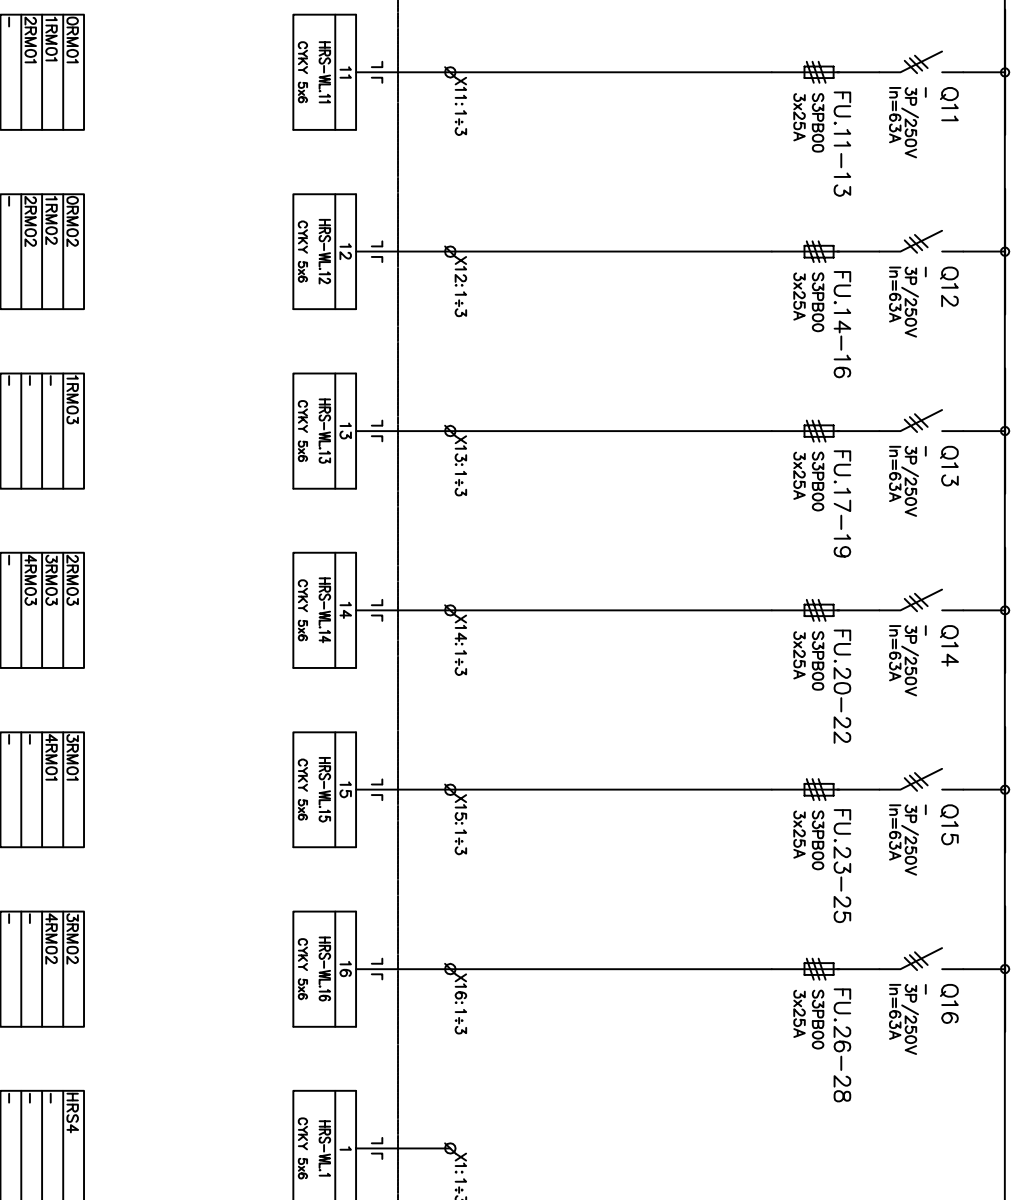 Q11
3P/250V
In=63A
FU.11-13
S3PB00
3x25A
X11:1÷3
11
HRS-WL.11
CYKY 5x6
0RM01
1RM01
2RM01
-
Q12
3P/250V
In=63A
FU.14-16
S3PB00
3x25A
X12:1÷3
12
HRS-WL.12
CYKY 5x6
0RM02
1RM02
2RM02
-
Q13
3P/250V
In=63A
FU.17-19
S3PB00
3x25A
X13:1÷3
13
HRS-WL.13
CYKY 5x6
1RM03
-
-
-
Q14
3P/250V
In=63A
FU.20-22
S3PB00
3x25A
X14:1÷3
14
HRS-WL.14
CYKY 5x6
2RM03
3RM03
4RM03
-
Q15
3P/250V
In=63A
FU.23-25
S3PB00
3x25A
X15:1÷3
15
HRS-WL.15
CYKY 5x6
3RM01
4RM01
-
-
Q16
3P/250V
In=63A
FU.26-28
S3PB00
3x25A
X16:1÷3
16
HRS-WL.16
CYKY 5x6
3RM02
4RM02
-
-
X1:1÷3
1
HRS-WL.1
CYKY 5x6
HRS4
-
-
-